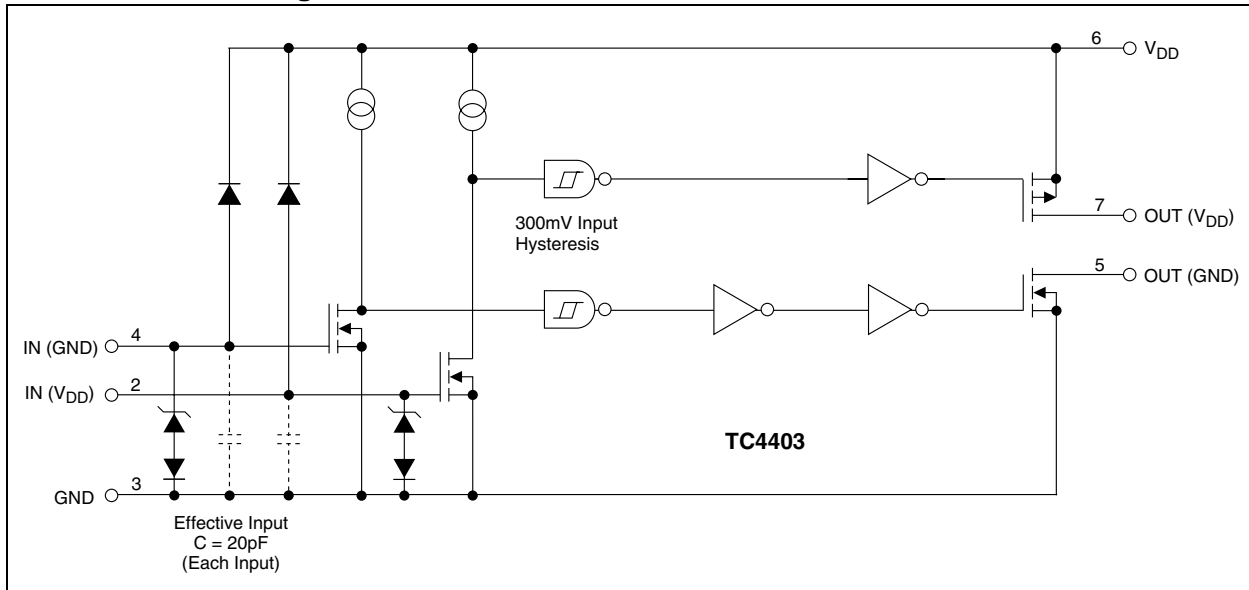 6
V_DD
300mV Input
Hysteresis
7
OUT (V_DD)
5
OUT (GND)
IN (GND)
4
IN (V_DD)
2
TC4403
GND
3
Effective Input
C = 20pF
(Each Input)